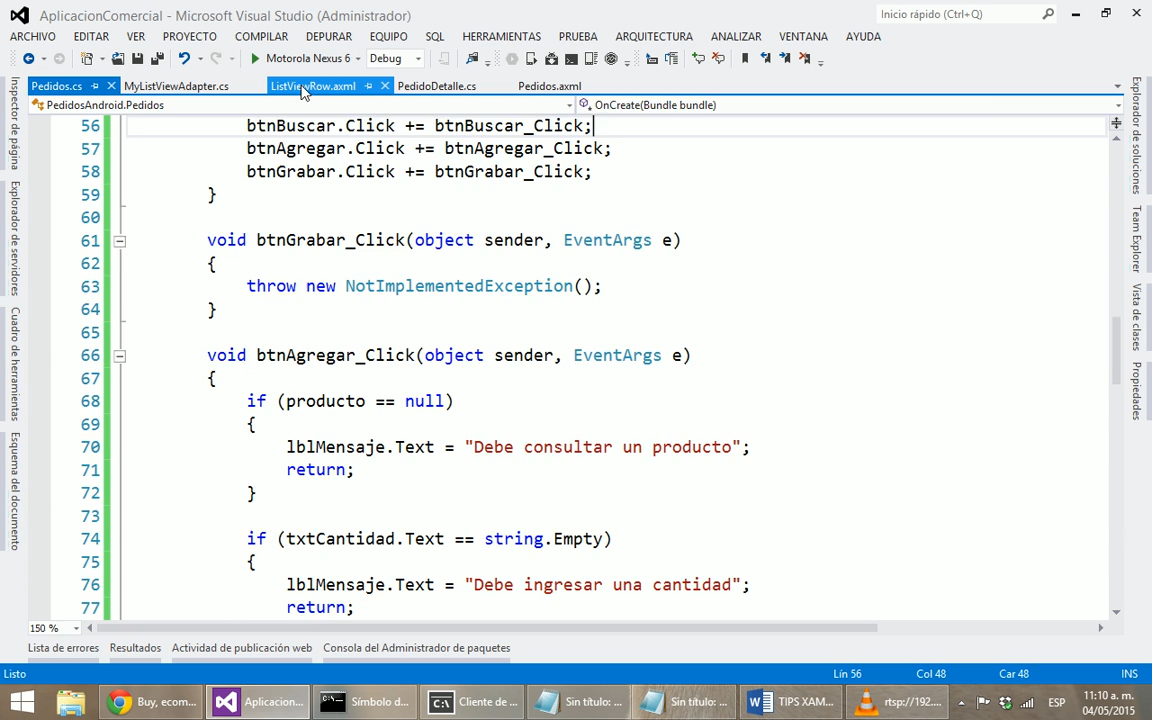 AplicacionComercial - Microsoft Visual Studio (Administrador)
Inicio rápido (Ctrl+Q)
ARCHIVO EDITAR VER PROYECTO COMPILAR DEPURAR EQUIPO SQL HERRAMIENTAS PRUEBA ARQUITECTURA ANALIZAR VENTANA AYUDA
Motorola Nexus 6 Debug
Pedidos.cs MyListViewAdapter.cs ListViewRow.axml PedidoDetalle.cs Pedidos.axml
PedidosAndroid.Pedidos OnCreate(Bundle bundle)
56 btnBuscar.Click += btnBuscar_Click;
57 btnAgregar.Click += btnAgregar_Click;
58 btnGrabar.Click += btnGrabar_Click;
59 }
60
61 void btnGrabar_Click(object sender, EventArgs e)
62 {
63 throw new NotImplementedException();
64 }
65
66 void btnAgregar_Click(object sender, EventArgs e)
67 {
68 if (producto == null)
69 {
70 lblMensaje.Text = "Debe consultar un producto";
71 return;
72 }
73
74 if (txtCantidad.Text == string.Empty)
75 {
76 lblMensaje.Text = "Debe ingresar una cantidad";
77 return;
Inspector de página
Explorador de servidores
Cuadro de herramientas
Esquema del documento
Explorador de soluciones
Team Explorer
Vista de clases
Propiedades
150 %
Lista de errores Resultados Actividad de publicación web Consola del Administrador de paquetes
Listo Lín 56 Col 48 Car 48 INS
Buy, ecom... Aplicacion... Símbolo d... Cliente de ... Sin título: ... Sin título: ... TIPS XAM... rtsp://192... ESP
11:10 a. m.
04/05/2015